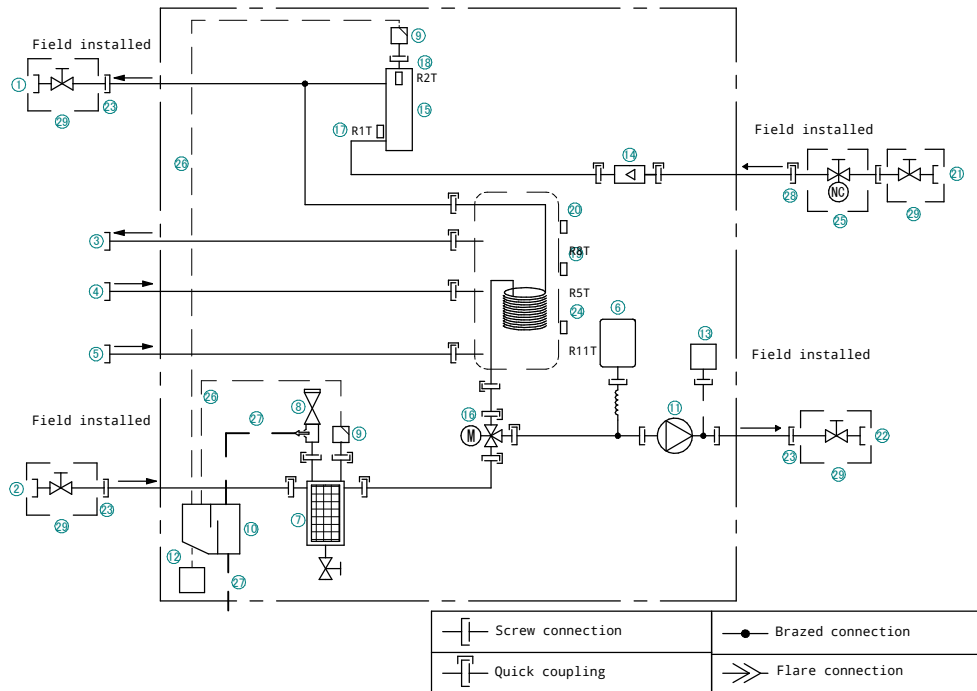 ⑨
Field installed
⑱
R2T
①
㉓
⑮
㉙
⑰ R1T
Field installed
㉖
⑭
㉘
NC
㉑
㉕
㉙
⑳
③
R8T
⑲
④
R5T
⑥
㉔
⑬
⑤
R11T
Field installed
㉖
⑧
⑯
M
⑪
Field installed
㉗
⑨
㉓
㉒
㉙
②
㉓
⑦
⑩
㉙
⑫
㉗
Screw connection
Brazed connection
Quick coupling
Flare connection